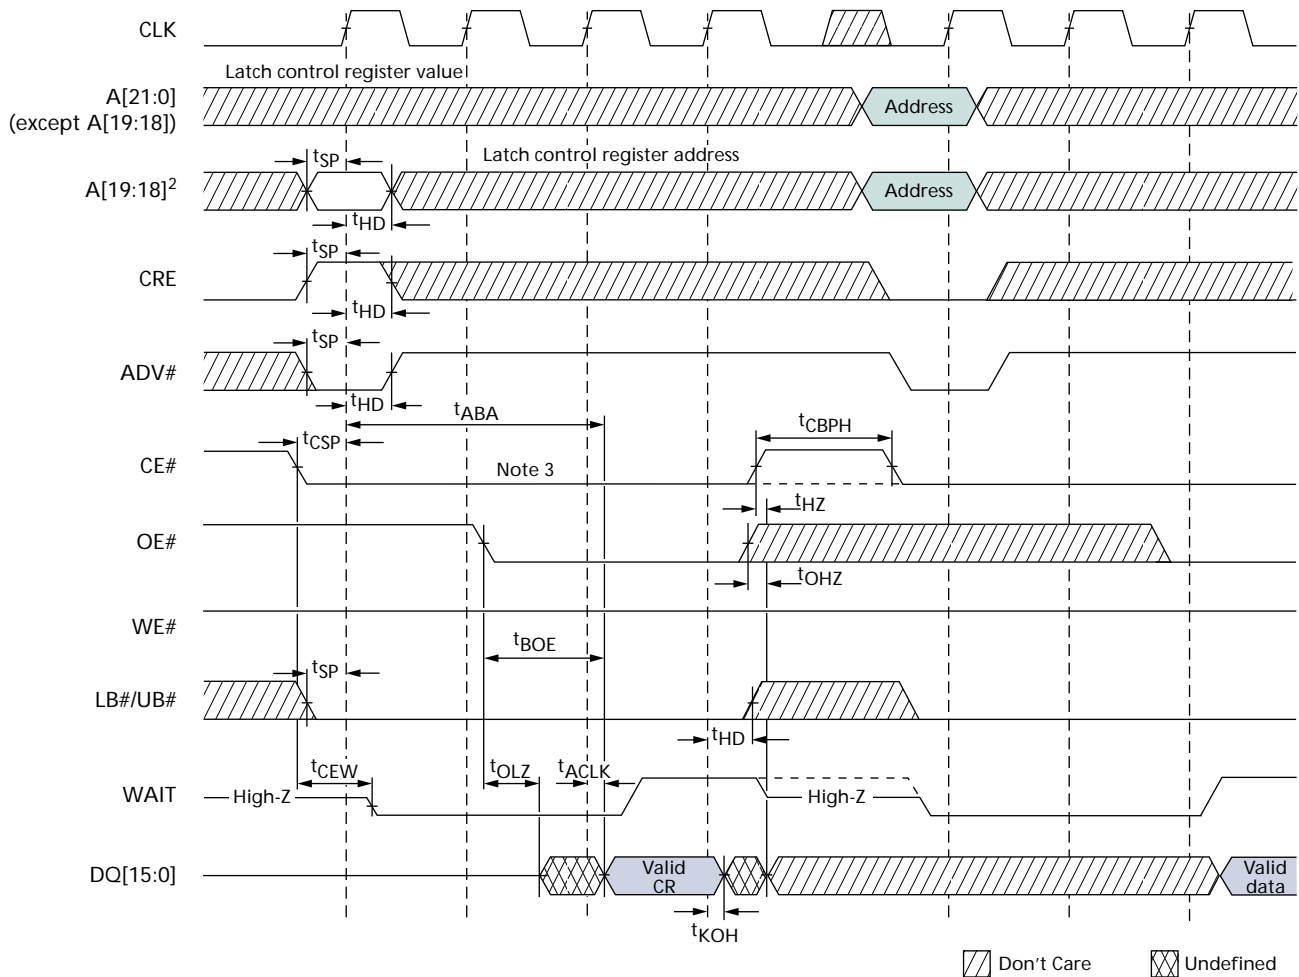 CLK
Latch control register value
A[21:0]
(except A[19:18])
Address
tSP
Latch control register address
A[19:18]2
Address
tHD
tSP
CRE
tHD
tSP
ADV#
tHD
tABA
tCBPH
tCSP
CE#
Note 3
tHZ
OE#
tOHZ
WE#
tBOE
tSP
LB#/UB#
tHD
tCEW
tOLZ
tACLK
WAIT
High-Z
High-Z
DQ[15:0]
Valid
CR
Valid
data
tKOH
Don't Care
Undefined